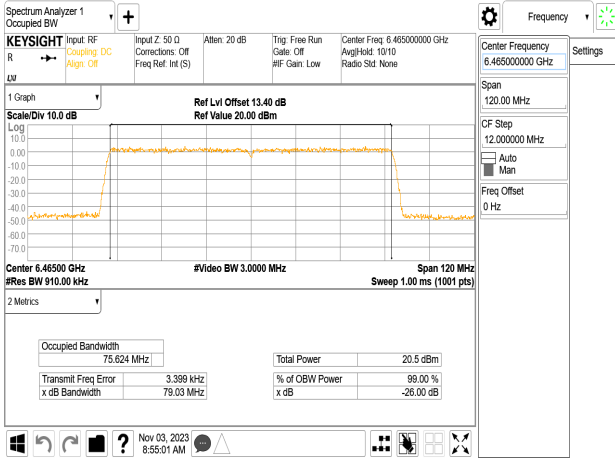 Spectrum Analyzer 1
Occupied BW
KEYSIGHT
R
Input: RF
Coupling: DC
Align: Off
Input Z: 50 Ω
Corrections: Off
Freq Ref: Int (S)
Atten: 20 dB
Trig: Free Run
Gate: Off
#IF Gain: Low
Center Freq: 6.465000000 GHz
Avg|Hold: 10/10
Radio Std: None
LXI
1 Graph
Scale/Div 10.0 dB
Ref Lvl Offset 13.40 dB
Ref Value 20.00 dBm
Log
10.0
0.00
-10.0
-20.0
-30.0
-40.0
-50.0
-60.0
-70.0
Center 6.46500 GHz
#Video BW 3.0000 MHz
Span 120 MHz
#Res BW 910.00 kHz
Sweep 1.00 ms (1001 pts)
2 Metrics
Occupied Bandwidth
75.624 MHz
Total Power 20.5 dBm
Transmit Freq Error 3.399 kHz
% of OBW Power 99.00 %
x dB Bandwidth 79.03 MHz
x dB -26.00 dB
Nov 03, 2023
8:55:01 AM
Frequency
Settings
Center Frequency
6.465000000 GHz
Span
120.00 MHz
CF Step
12.000000 MHz
Auto
Man
Freq Offset
0 Hz